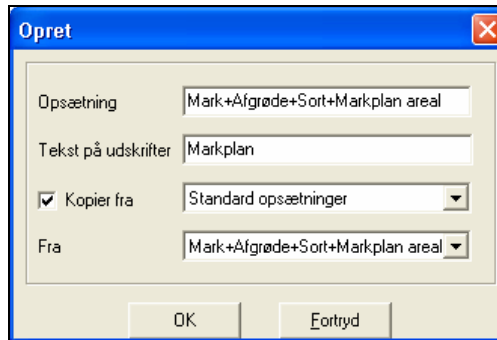 Opret
Opsætning Mark+Afgrøde+Sort+Markplan areal
Tekst på udskrifter Markplan
Kopier fra Standard opsætninger
Fra Mark+Afgrøde+Sort+Markplan areal
OK Fortryd